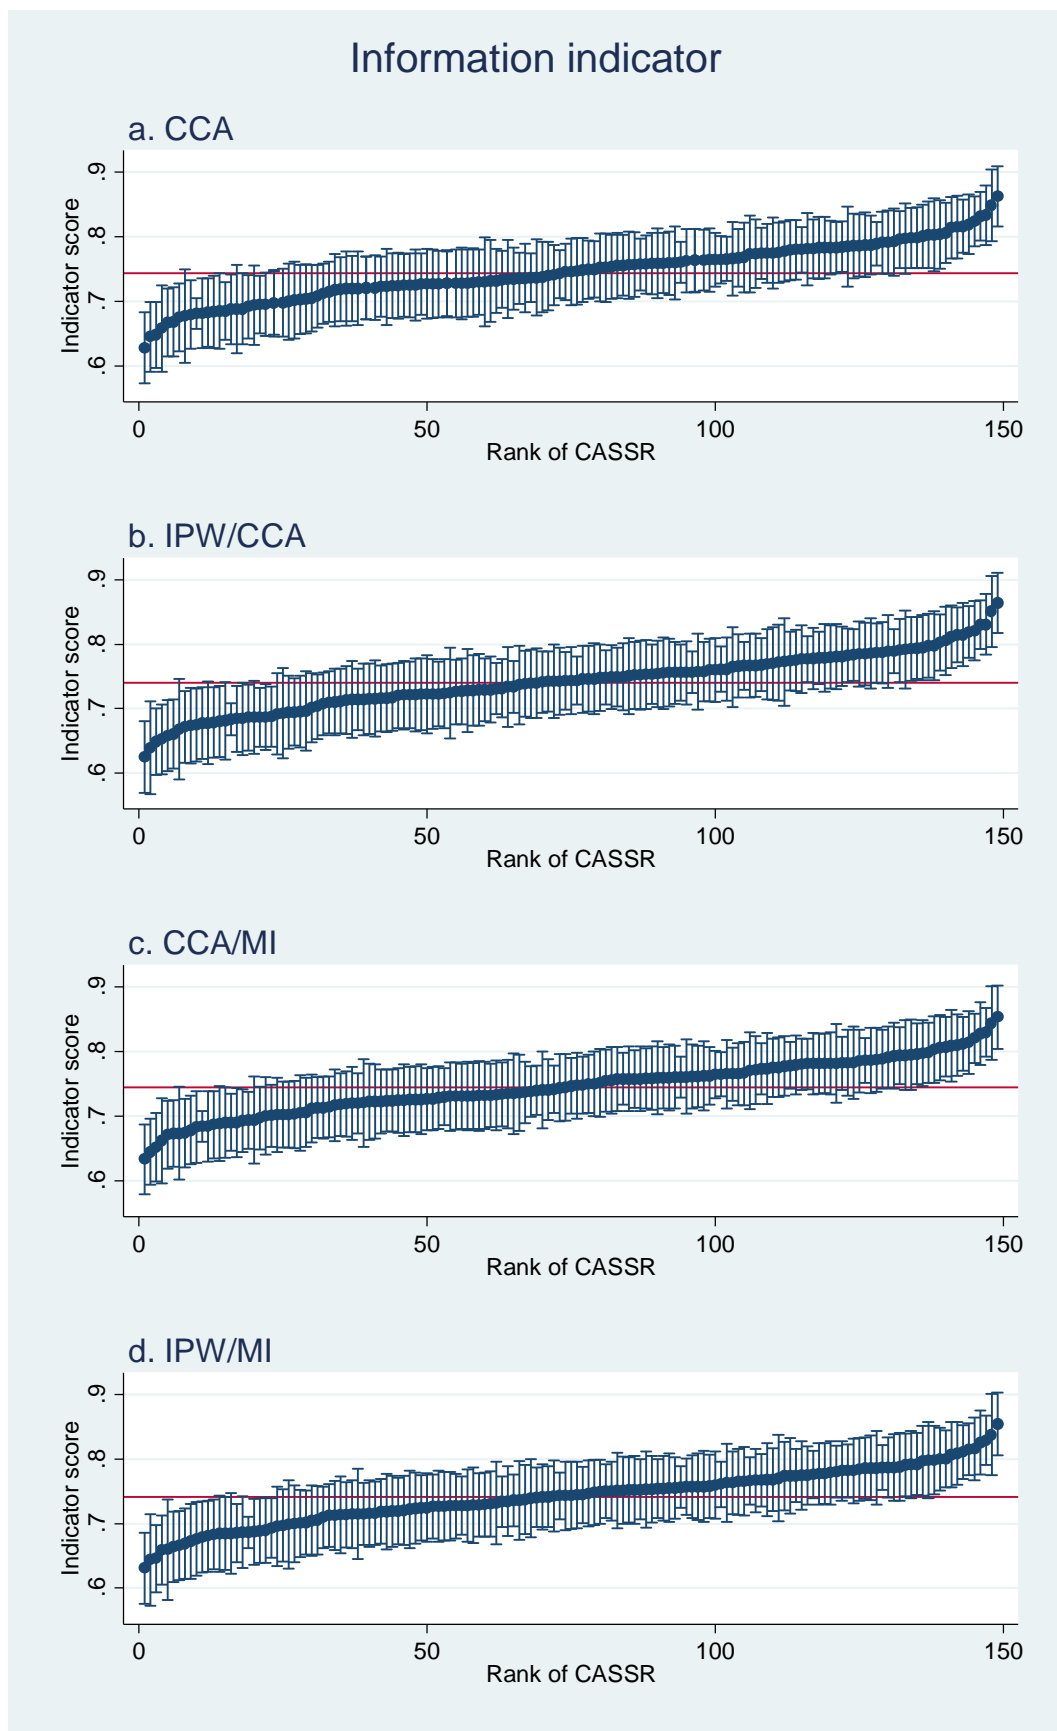 Information indicator
a. CCA
Indicator score
.9
.8
.7
.6
0 50 100 150
Rank of CASSR
b. IPW/CCA
Indicator score
.9
.8
.7
.6
0 50 100 150
Rank of CASSR
c. CCA/MI
Indicator score
.9
.8
.7
.6
0 50 100 150
Rank of CASSR
d. IPW/MI
Indicator score
.9
.8
.7
.6
0 50 100 150
Rank of CASSR